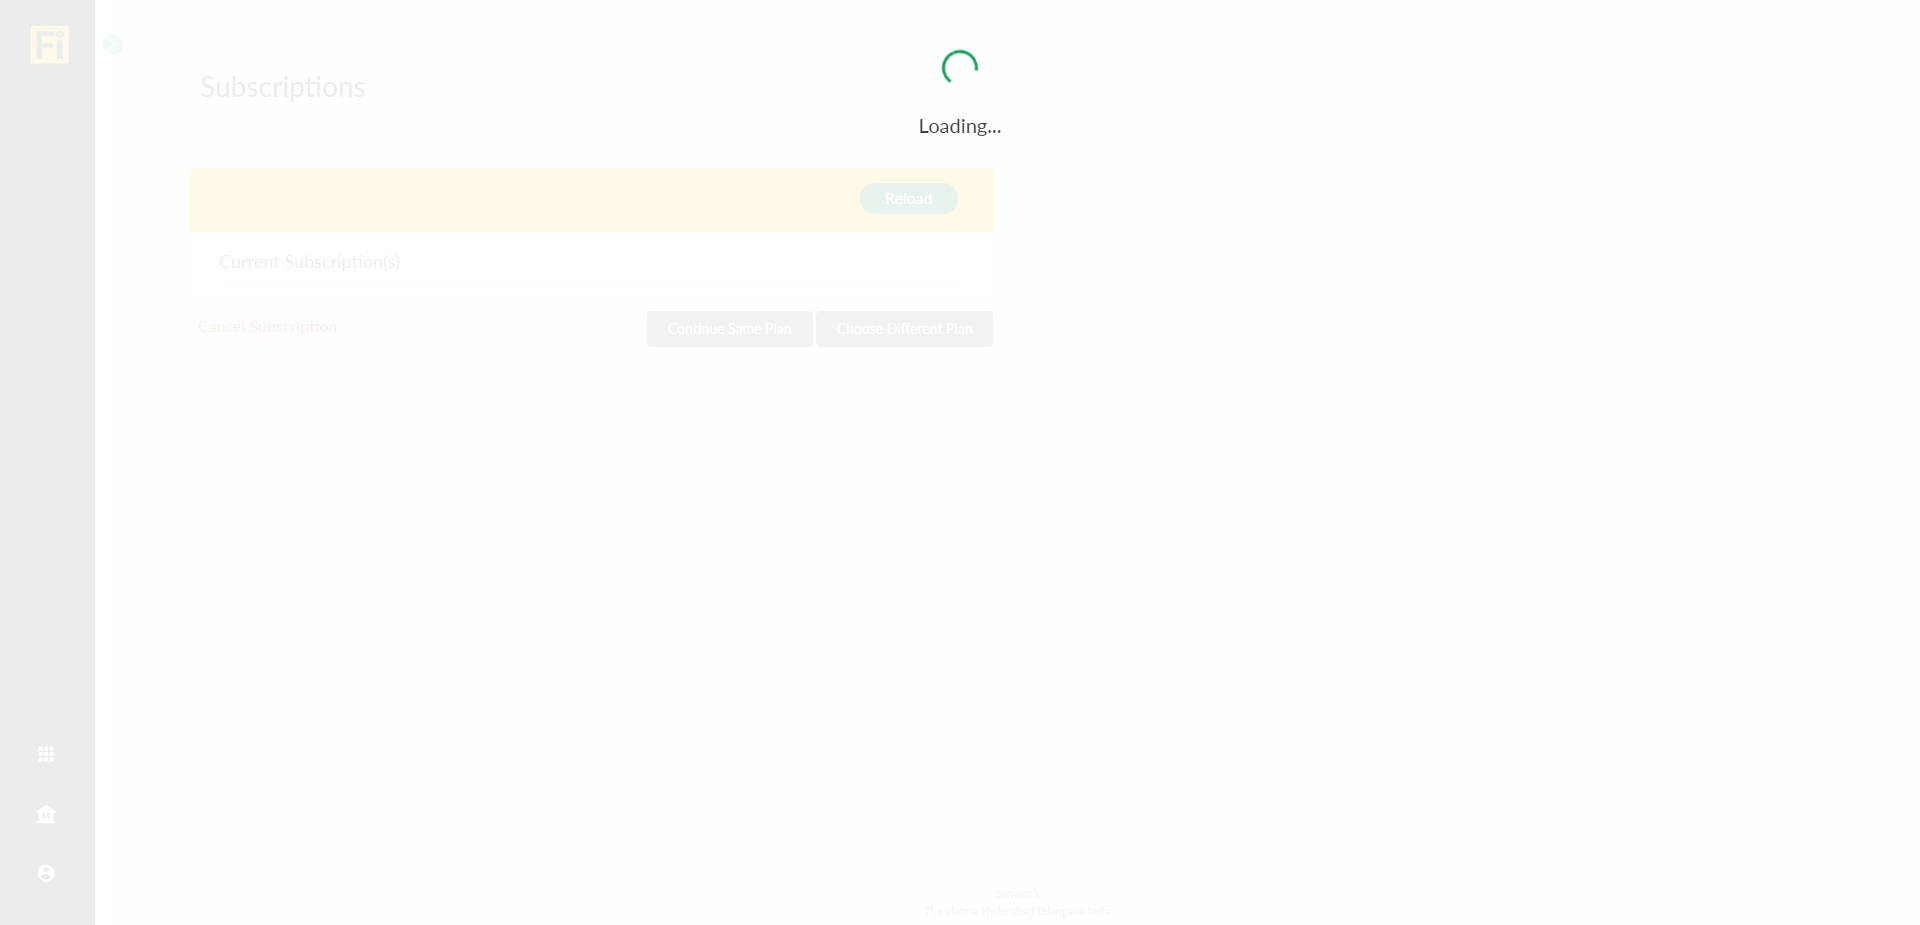 Fi
Loading...
Subscriptions
Reload
Current Subscription(s)
Cancel Subscription
Continue Same Plan
Choose Different Plan
zenwork
The platina Hyderabad Telangana India